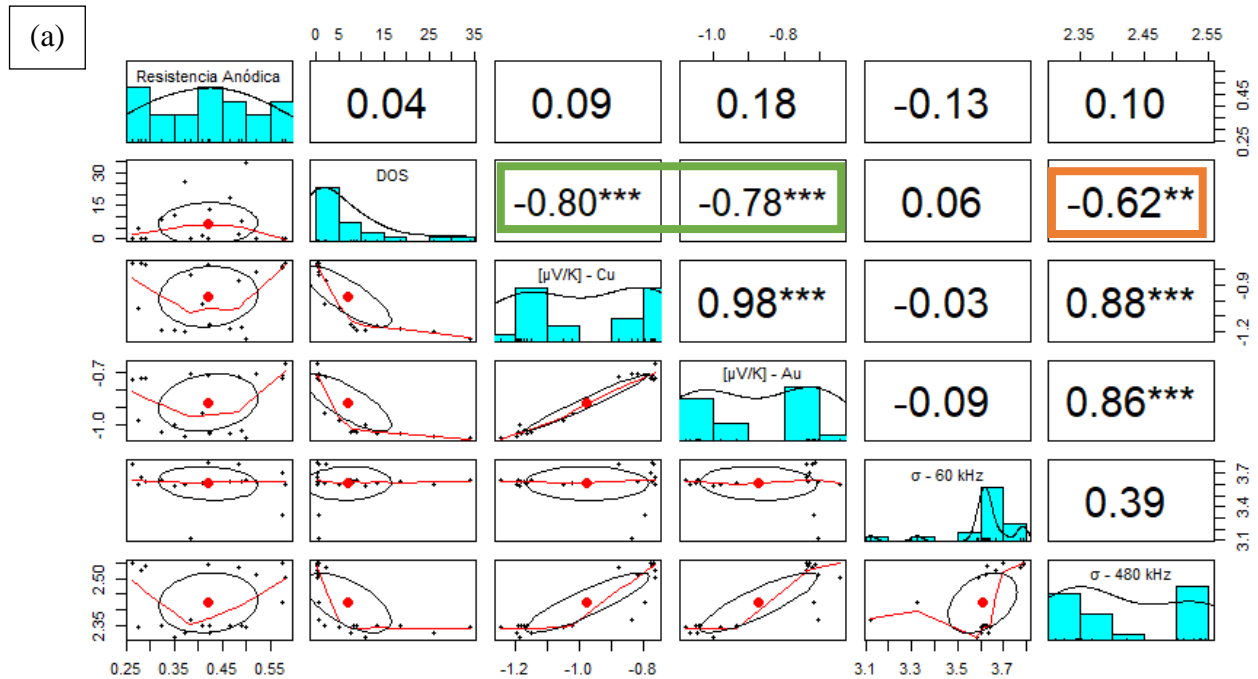 (a)
0 5 15 25 35
-1.0 -0.8
2.35 2.45 2.55
Resistencia Anódica
0.04
0.09
0.18
-0.13
0.10
0.25 0.45
0 15 30
DOS
-0.80***
-0.78***
0.06
-0.62**
[µV/K] - Cu
0.98***
-0.03
0.88***
-1.2 -0.9
-1.0 -0.7
[µV/K] - Au
-0.09
0.86***
σ - 60 kHz
0.39
3.1 3.4 3.7
2.35 2.50
σ - 480 kHz
0.25 0.35 0.45 0.55
-1.2 -1.0 -0.8
3.1 3.3 3.5 3.7